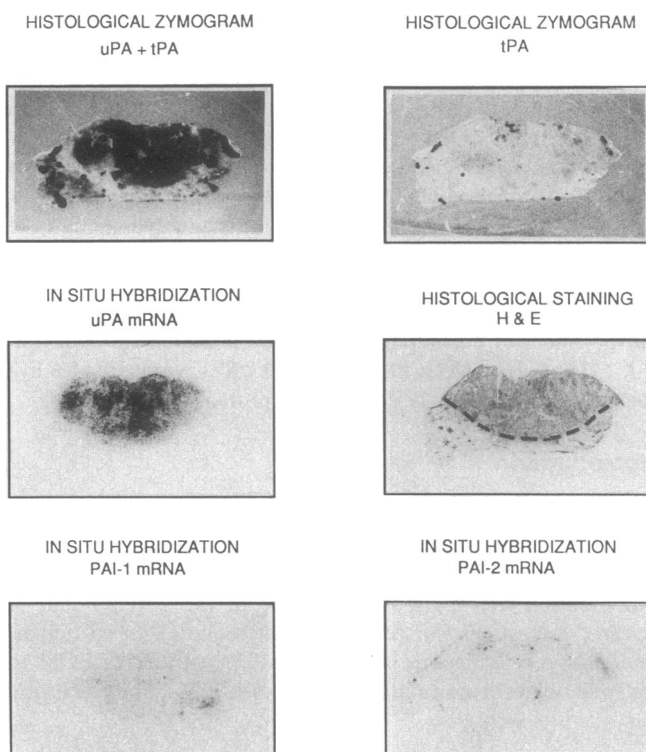 HISTOLOGICAL ZYMOGRAM
uPA + tPA
HISTOLOGICAL ZYMOGRAM
tPA
IN SITU HYBRIDIZATION
uPA mRNA
HISTOLOGICAL STAINING
H & E
IN SITU HYBRIDIZATION
PAI-1 mRNA
IN SITU HYBRIDIZATION
PAI-2 mRNA